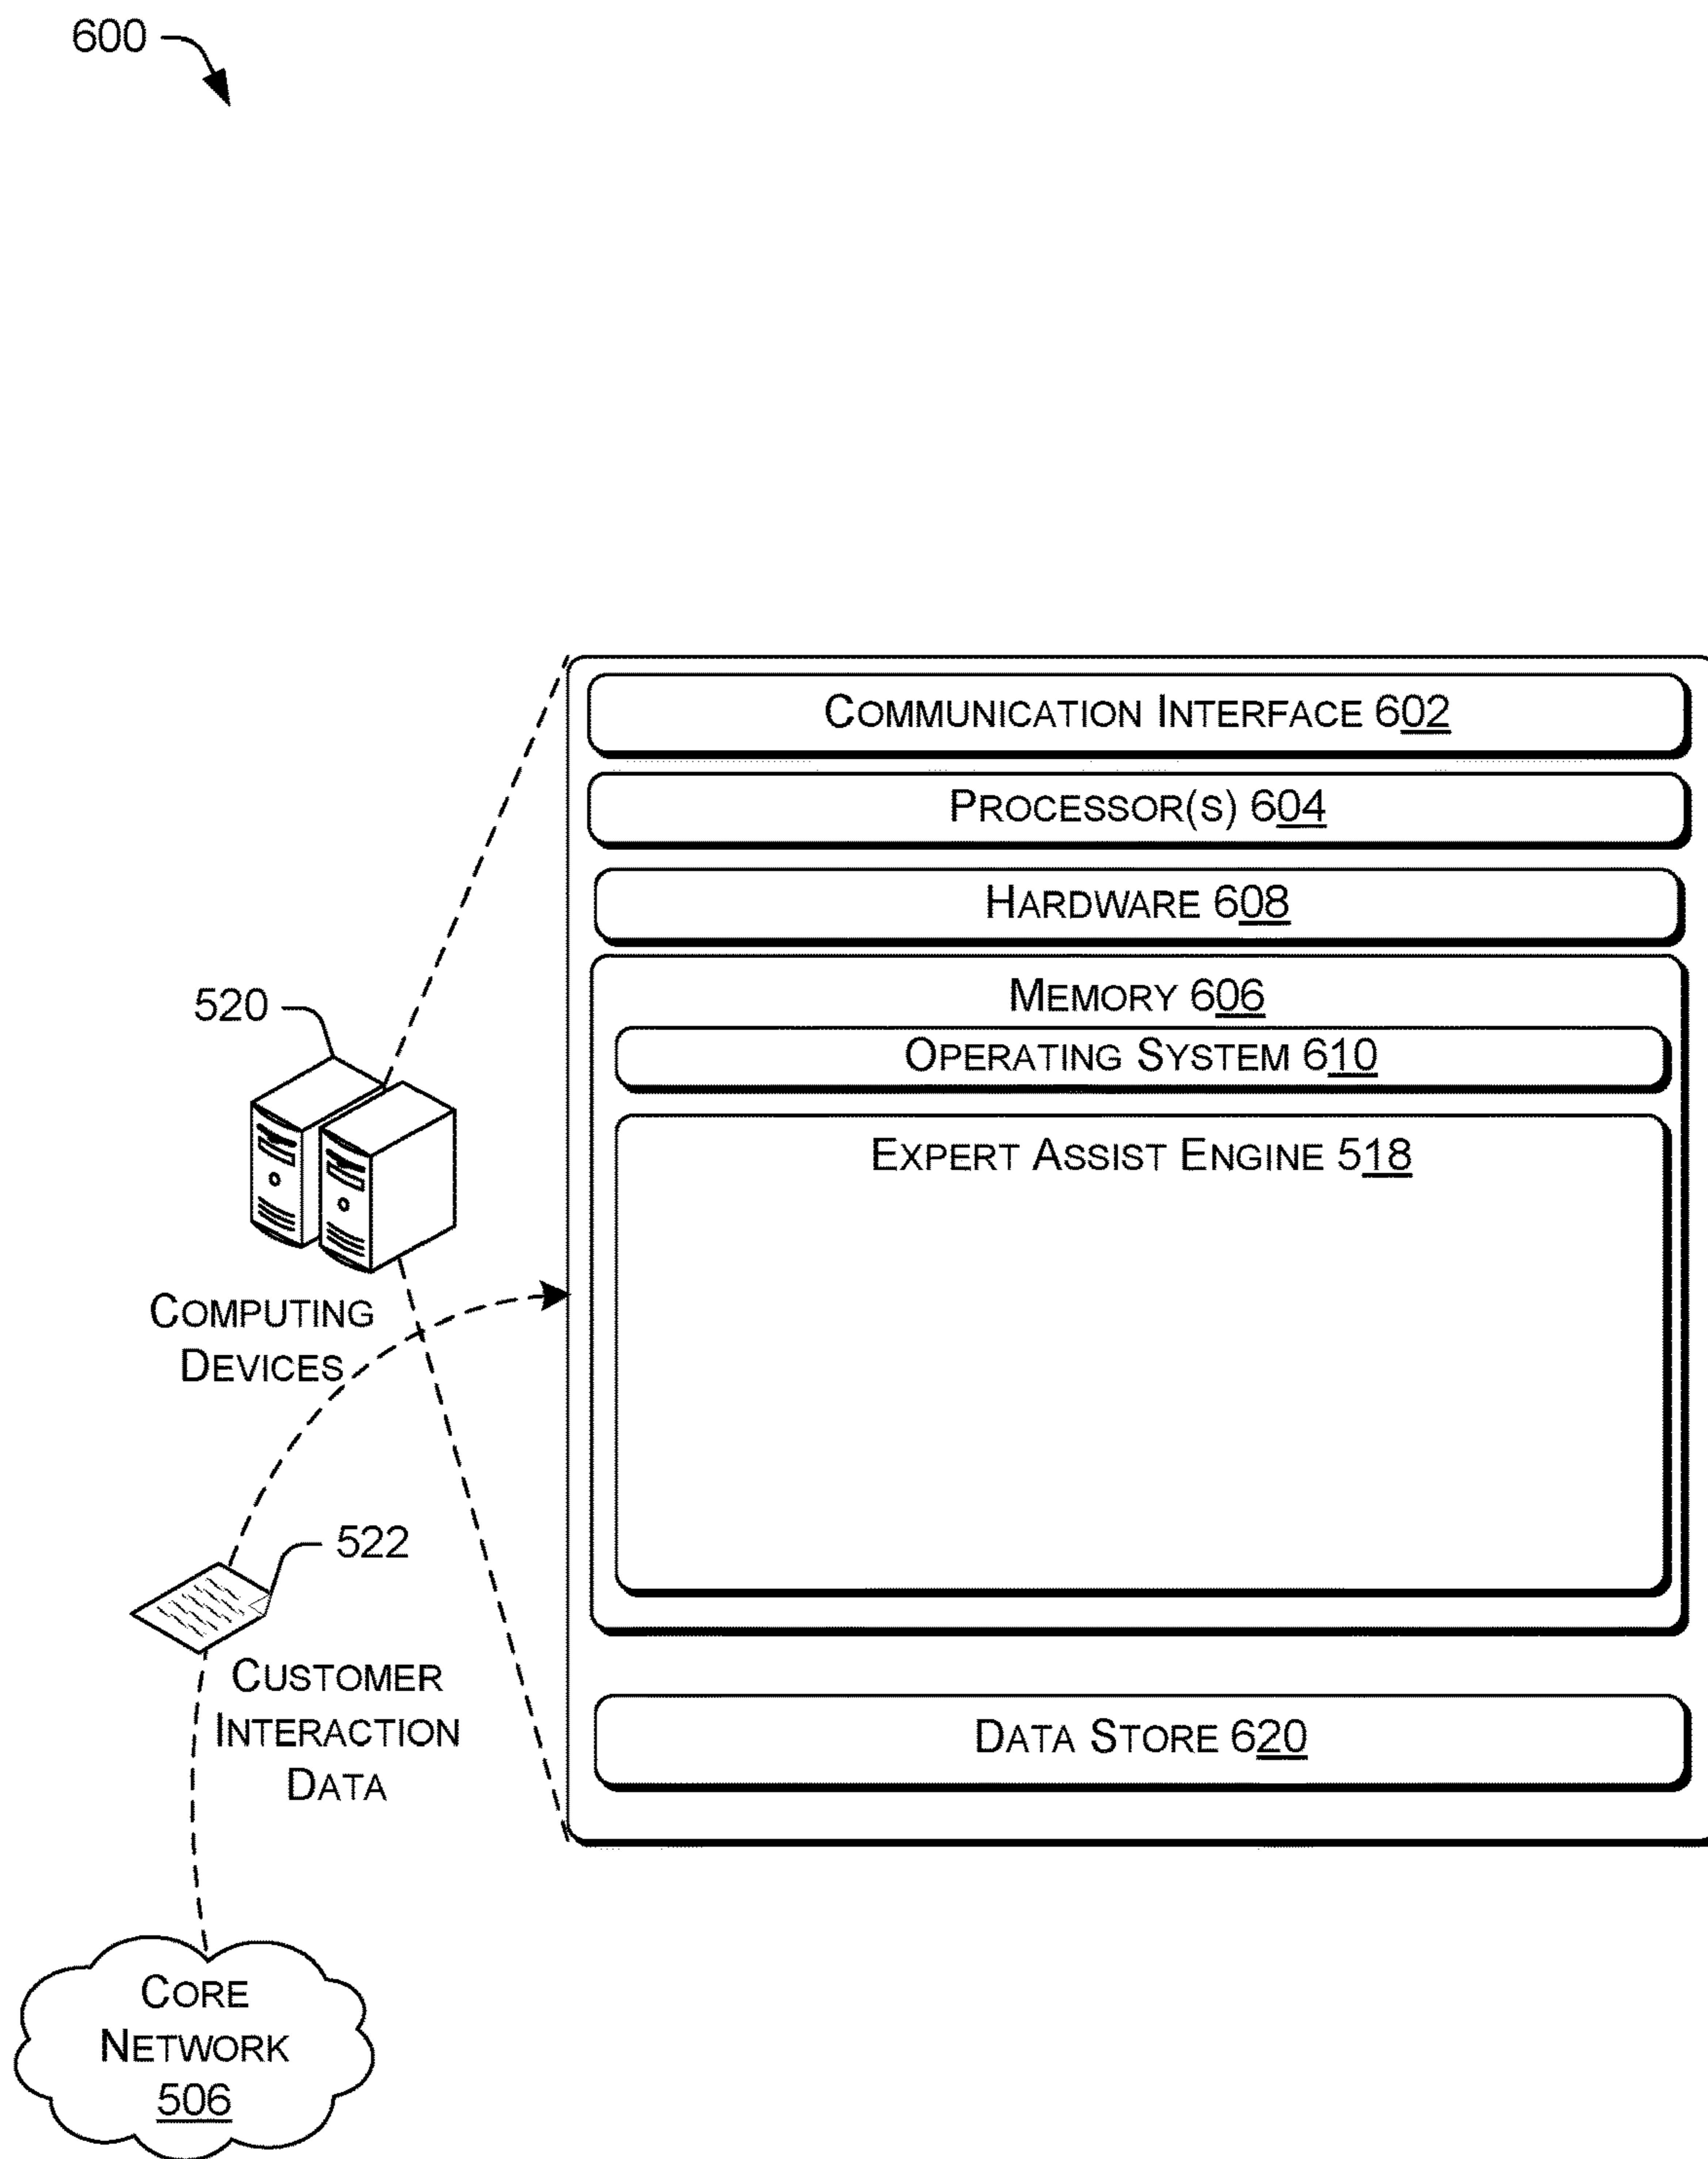 600
COMMUNICATION INTERFACE 602
PROCESSOR(S) 604
HARDWARE 608
MEMORY 606
OPERATING SYSTEM 610
EXPERT ASSIST ENGINE 518
520
COMPUTING
DEVICES
522
CUSTOMER
INTERACTION
DATA
DATA STORE 620
CORE
NETWORK
506